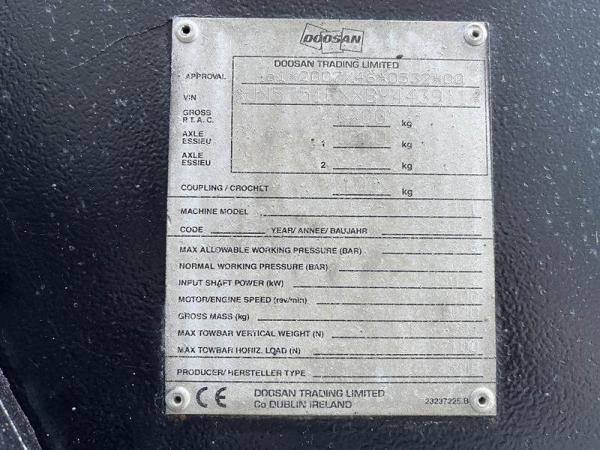 DOOSAN
DOOSAN TRADING LIMITED
APPROVAL
VIN
GROSS
P.T.A.C. kg
AXLE
ESSIEU 1 kg
AXLE
ESSIEU 2 kg
COUPLING / CROCHET kg
MACHINE MODEL
CODE YEAR/ ANNEE/ BAUJAHR
MAX ALLOWABLE WORKING PRESSURE (BAR)
NORMAL WORKING PRESSURE (BAR)
INPUT SHAFT POWER (kW)
MOTOR/ENGINE SPEED (rev/min)
GROSS MASS (kg)
MAX TOWBAR VERTICAL WEIGHT (N)
MAX TOWBAR HORIZ. LOAD (N)
PRODUCER/ HERSTELLER TYPE
CE DOOSAN TRADING LIMITED
Co DUBLIN IRELAND 23237225.B